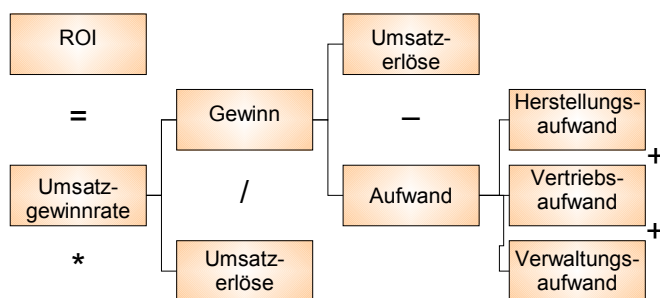 ROI
=
Umsatz-
gewinnrate
*
Gewinn
/
Umsatz-
erlöse
Umsatz-
erlöse
–
Aufwand
Herstellungs-
aufwand
+
Vertriebs-
aufwand
+
Verwaltungs-
aufwand